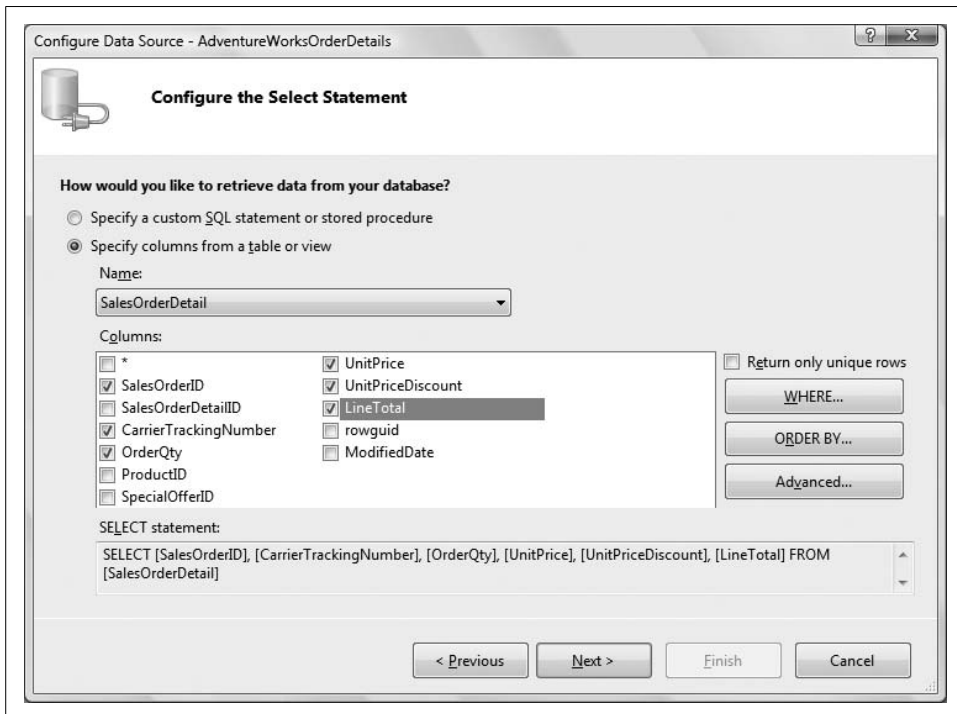 Configure Data Source - AdventureWorksOrderDetails
? X
Configure the Select Statement
How would you like to retrieve data from your database?
Specify a custom SQL statement or stored procedure
Specify columns from a table or view
Name:
SalesOrderDetail
Columns:
*
SalesOrderID
SalesOrderDetailID
CarrierTrackingNumber
OrderQty
ProductID
SpecialOfferID
UnitPrice
UnitPriceDiscount
LineTotal
rowguid
ModifiedDate
Return only unique rows
WHERE...
ORDER BY...
Advanced...
SELECT statement:
SELECT [SalesOrderID], [CarrierTrackingNumber], [OrderQty], [UnitPrice], [UnitPriceDiscount], [LineTotal] FROM
[SalesOrderDetail]
< Previous
Next >
Finish
Cancel